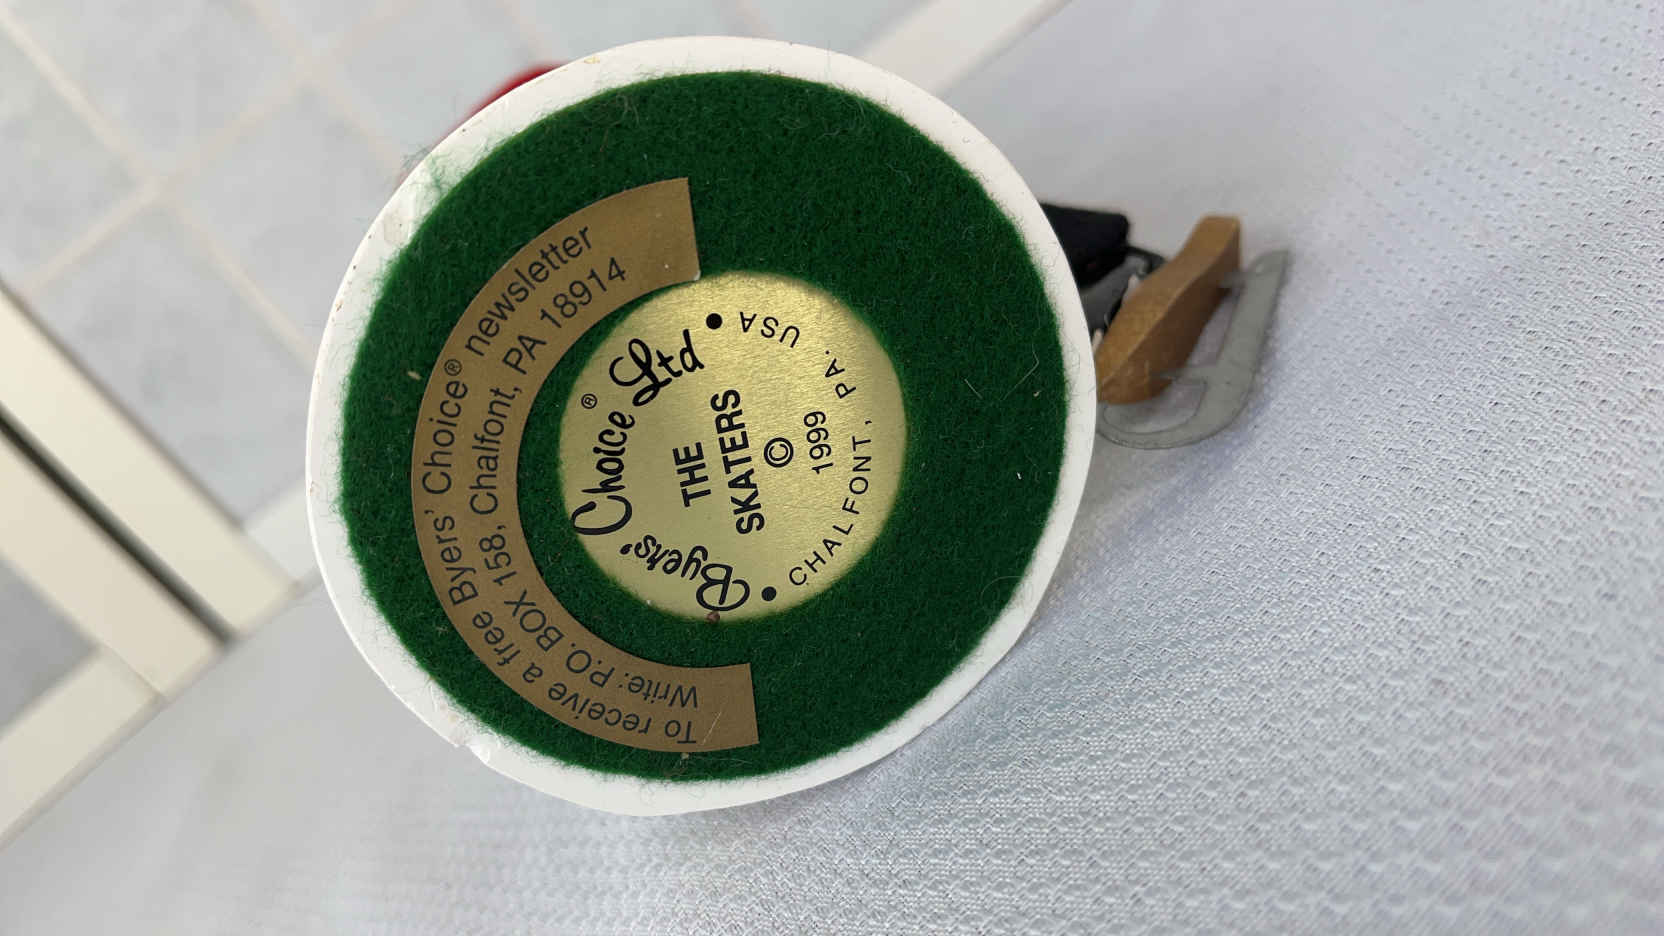 To receive a free Byers' Choice® newsletter
Write: P.O. BOX 158, Chalfont, PA 18914
Byers' Choice® Ltd
THE
SKATERS
©
1999
• CHALFONT, PA. USA •